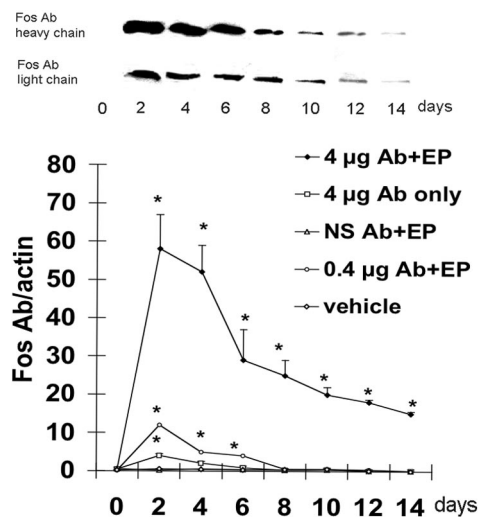 Fos Ab
heavy chain
Fos Ab
light chain
0 2 4 6 8 10 12 14 days
80
70
60
50
40
30
20
10
0
Fos Ab/actin
4 µg Ab+EP
4 µg Ab only
NS Ab+EP
0.4 µg Ab+EP
vehicle
* * * * * * *
* * *
*
0 2 4 6 8 10 12 14 days